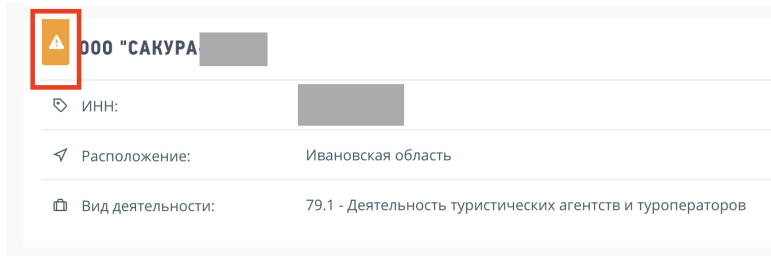 ООО "САКУРА-
ИНН:
Расположение: Ивановская область
Вид деятельности: 79.1 - Деятельность туристических агентств и туроператоров